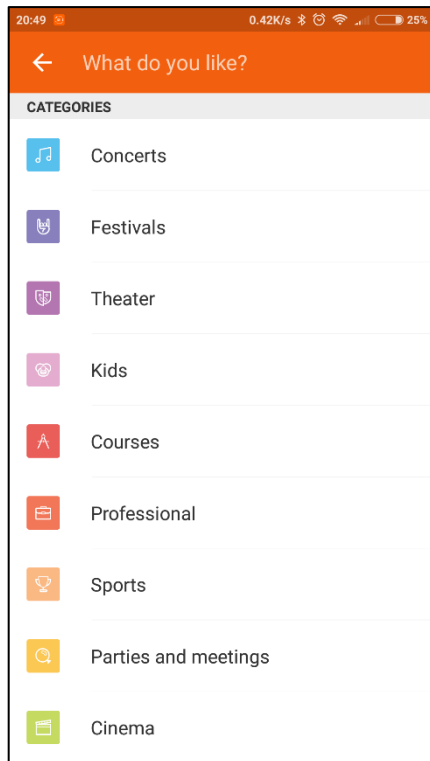 20:49 0.42K/s 25%
What do you like?
CATEGORIES
Concerts
Festivals
Theater
Kids
Courses
Professional
Sports
Parties and meetings
Cinema